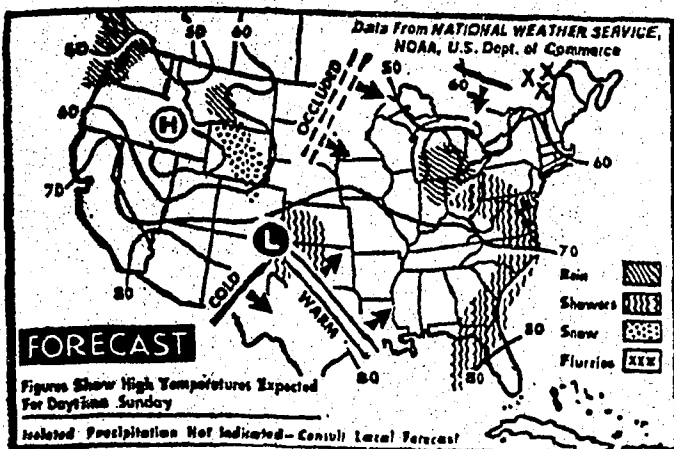 Data From NATIONAL WEATHER SERVICE,
NOAA, U.S. Dept. of Commerce
50
50
60
OCCLUDED
50
60
H
60
60
70
L
70
80
COLD
WARM
80
80
80
Rain
Showers
Snow
Flurries
FORECAST
Figures Show High Temperatures Expected
For Daytime Sunday
Isolated Precipitation Not Indicated – Consult Local Forecast